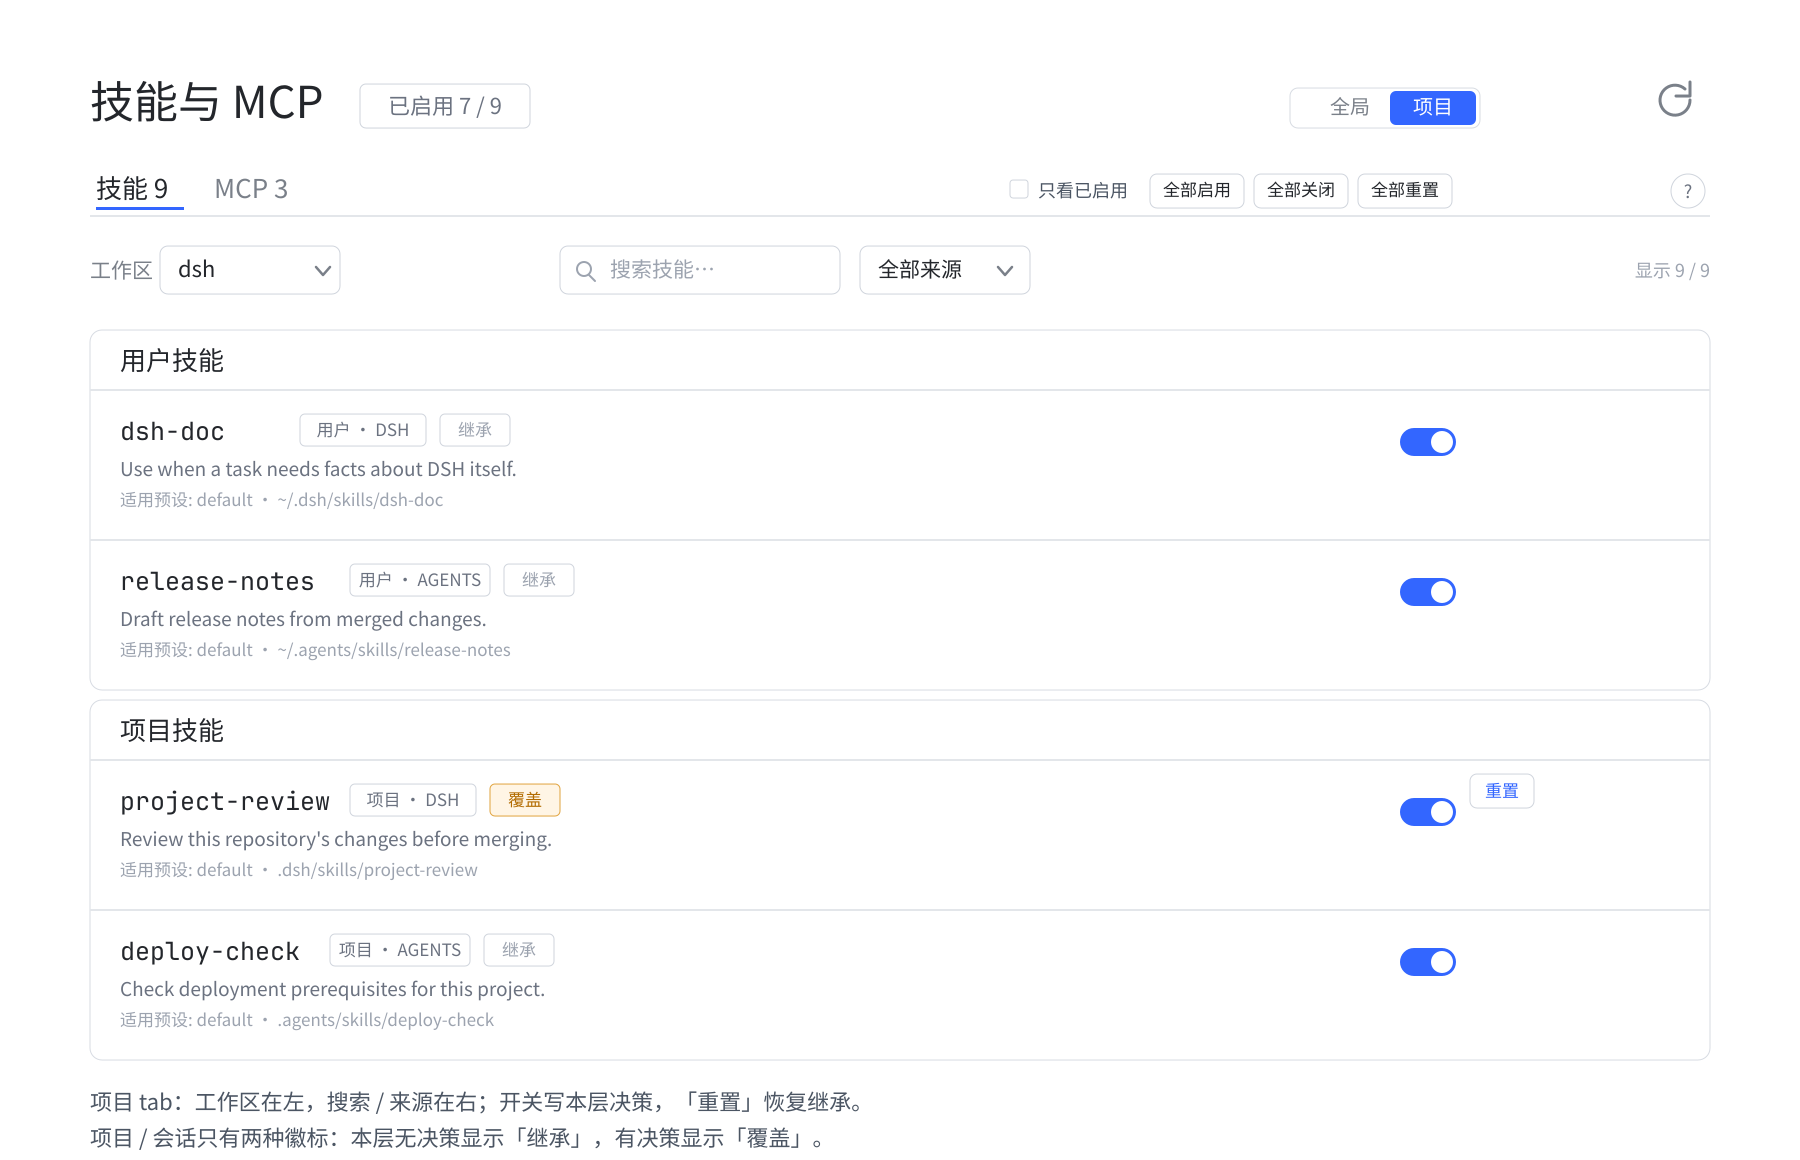 技能与 MCP 已启用 7 / 9 全局 项目
技能 9 MCP 3 只看已启用 全部启用 全部关闭 全部重置 ?
工作区 dsh 搜索技能… 全部来源 显示 9 / 9
用户技能
dsh-doc 用户 · DSH 继承
Use when a task needs facts about DSH itself.
适用预设: default · ~/.dsh/skills/dsh-doc
release-notes 用户 · AGENTS 继承
Draft release notes from merged changes.
适用预设: default · ~/.agents/skills/release-notes
项目技能
project-review 项目 · DSH 覆盖 重置
Review this repository's changes before merging.
适用预设: default · .dsh/skills/project-review
deploy-check 项目 · AGENTS 继承
Check deployment prerequisites for this project.
适用预设: default · .agents/skills/deploy-check
项目 tab：工作区在左，搜索 / 来源在右；开关写本层决策，「重置」恢复继承。
项目 / 会话只有两种徽标：本层无决策显示「继承」，有决策显示「覆盖」。